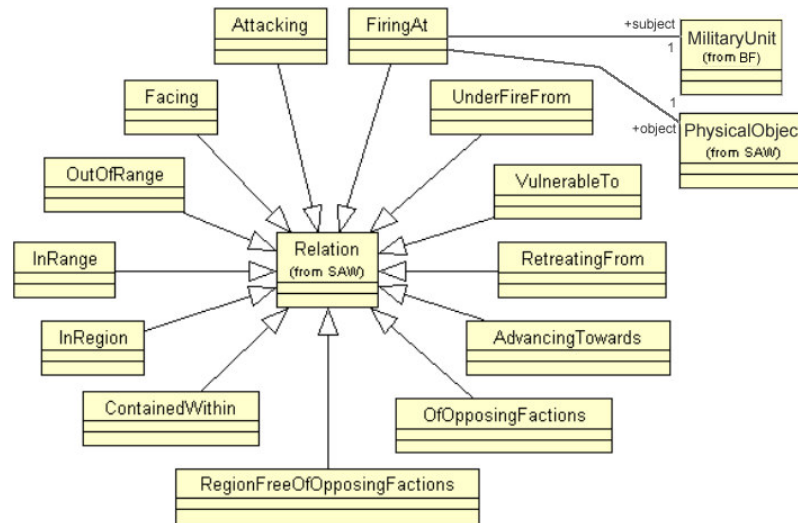 Attacking
FiringAt
+subject
1
MilitaryUnit
(from BF)
Facing
UnderFireFrom
1
+object
PhysicalObject
(from SAW)
OutOfRange
VulnerableTo
InRange
Relation
(from SAW)
RetreatingFrom
InRegion
AdvancingTowards
ContainedWithin
OfOpposingFactions
RegionFreeOfOpposingFactions